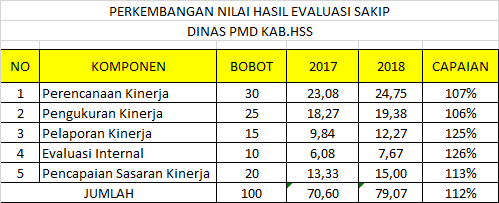 PERKEMBANGAN NILAI HASIL EVALUASI SAKIP
DINAS PMD KAB.HSS
NO KOMPONEN BOBOT 2017 2018 CAPAIAN
1 Perencanaan Kinerja 30 23,08 24,75 107%
2 Pengukuran Kinerja 25 18,27 19,38 106%
3 Pelaporan Kinerja 15 9,84 12,27 125%
4 Evaluasi Internal 10 6,08 7,67 126%
5 Pencapaian Sasaran Kinerja 20 13,33 15,00 113%
JUMLAH 100 70,60 79,07 112%